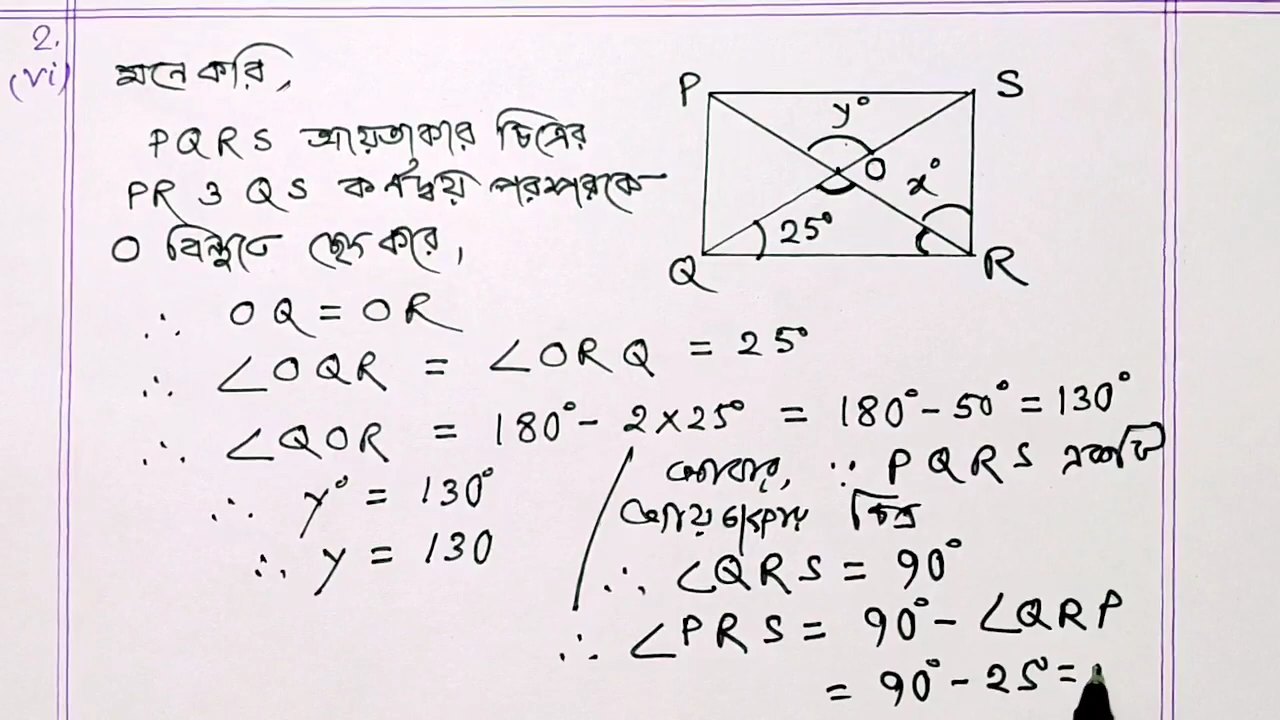 2.
(vi)
মনে করি,
PQRS আয়তাকার চিত্রের
PR ও QS কর্ণদ্বয় পরস্পরকে
O বিন্দুতে ছেদ করে,
∴ OQ = OR
∴ ∠OQR = ∠ORQ = 25°
∴ ∠QOR = 180° - 2×25° = 180° - 50° = 130°
∴ y° = 130°
∴ y = 130
আবার, ∵ PQRS একটি
আয়তাকার চিত্র
∴ ∠QRS = 90°
∴ ∠PRS = 90° - ∠QRP
= 90° - 25° =
P
S
y°
O
x°
25°
Q
R